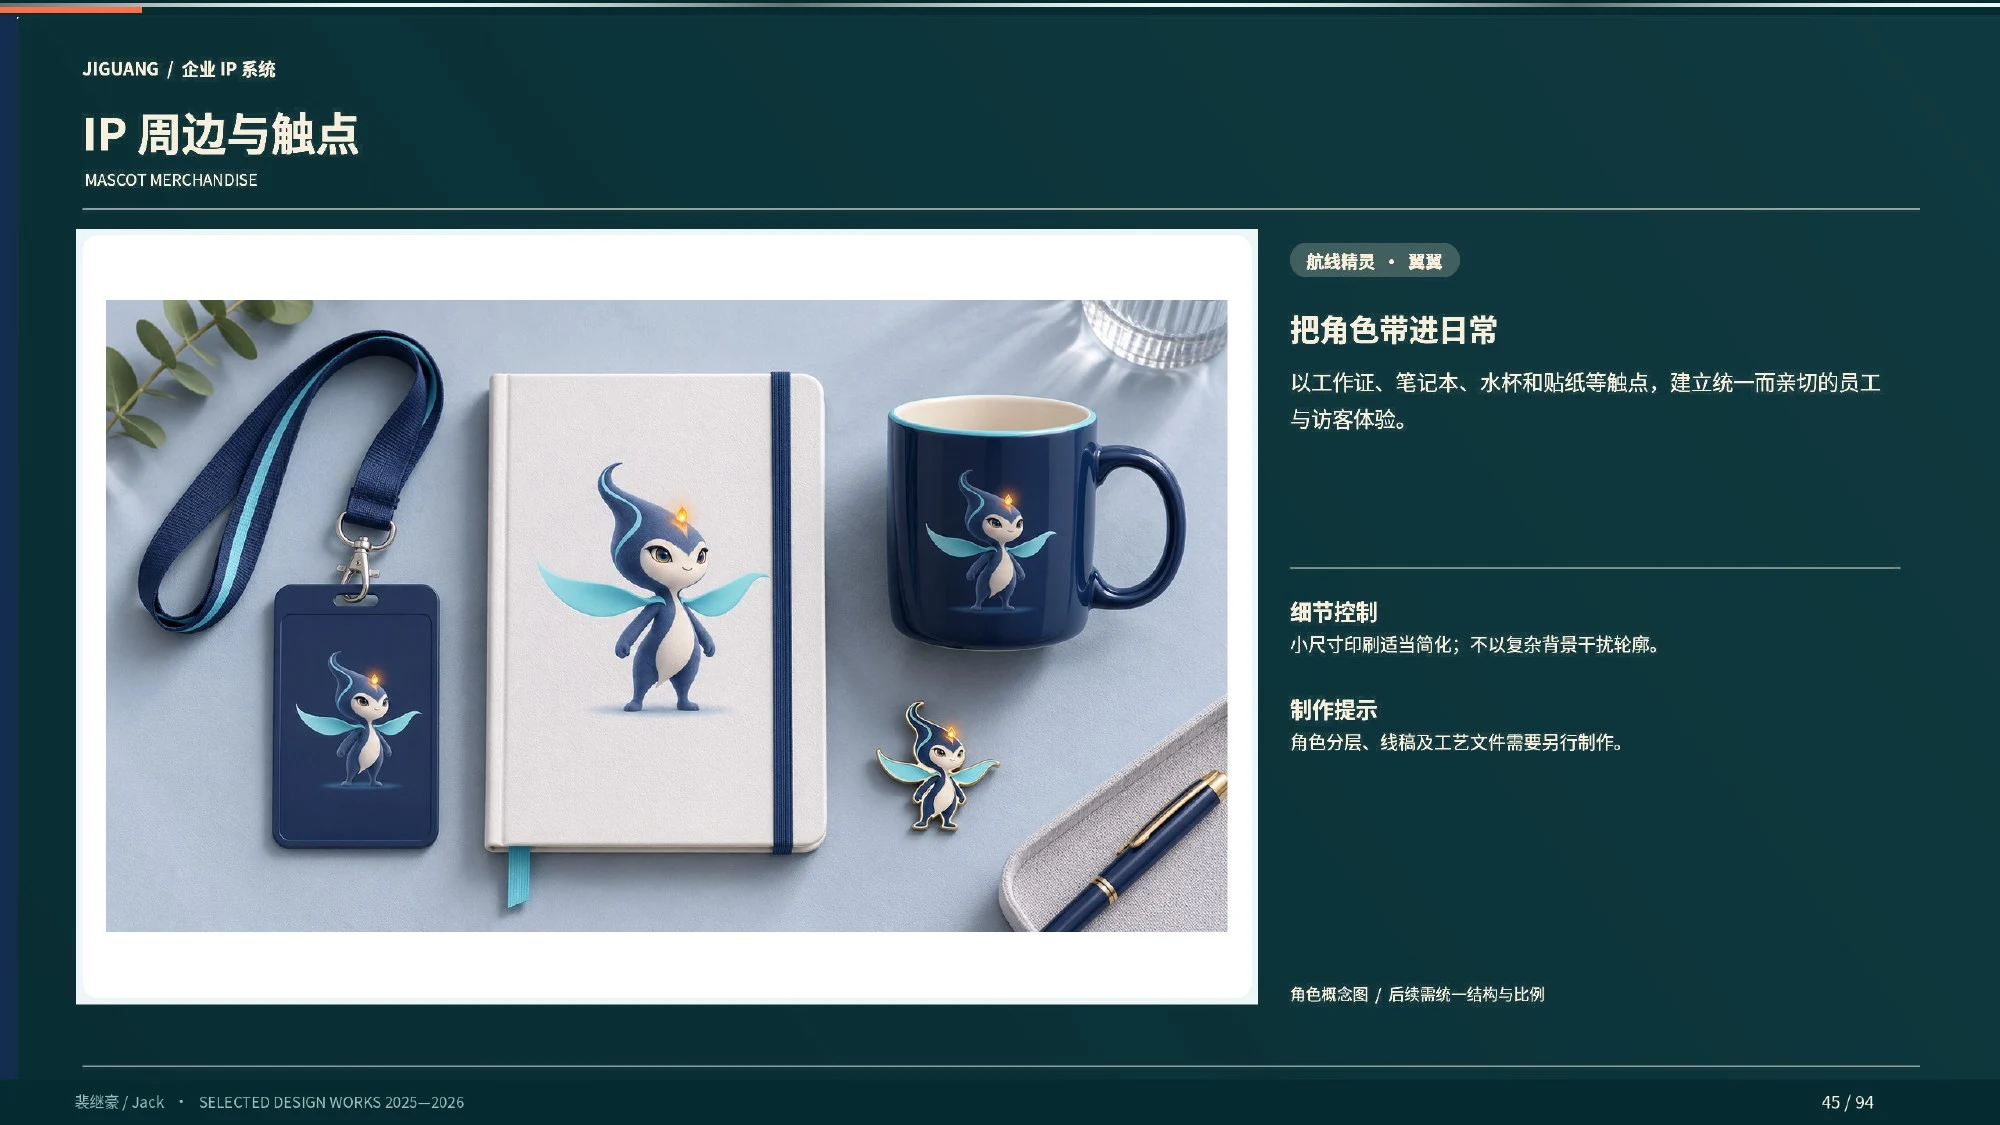 JIGUANG / 企业 IP 系统
IP 周边与触点
MASCOT MERCHANDISE
航线精灵 · 翼翼
把角色带进日常
以工作证、笔记本、水杯和贴纸等触点，建立统一而亲切的员工
与访客体验。
细节控制
小尺寸印刷适当简化；不以复杂背景干扰轮廓。
制作提示
角色分层、线稿及工艺文件需要另行制作。
角色概念图 / 后续需统一结构与比例
裴继豪 / Jack · SELECTED DESIGN WORKS 2025—2026
45 / 94